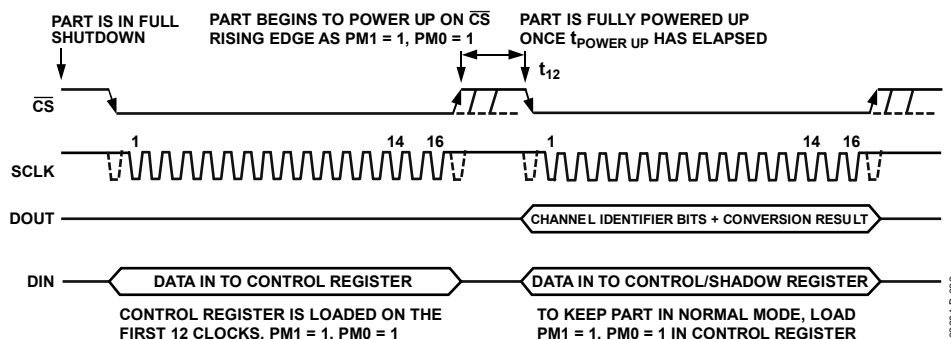 PART IS IN FULL
SHUTDOWN
PART BEGINS TO POWER UP ON CS
RISING EDGE AS PM1 = 1, PM0 = 1
PART IS FULLY POWERED UP
ONCE tPOWER UP HAS ELAPSED
t12
CS
1 14 16 1 14 16
SCLK
DOUT
CHANNEL IDENTIFIER BITS + CONVERSION RESULT
DIN
DATA IN TO CONTROL REGISTER
DATA IN TO CONTROL/SHADOW REGISTER
CONTROL REGISTER IS LOADED ON THE
FIRST 12 CLOCKS, PM1 = 1, PM0 = 1
TO KEEP PART IN NORMAL MODE, LOAD
PM1 = 1, PM0 = 1 IN CONTROL REGISTER